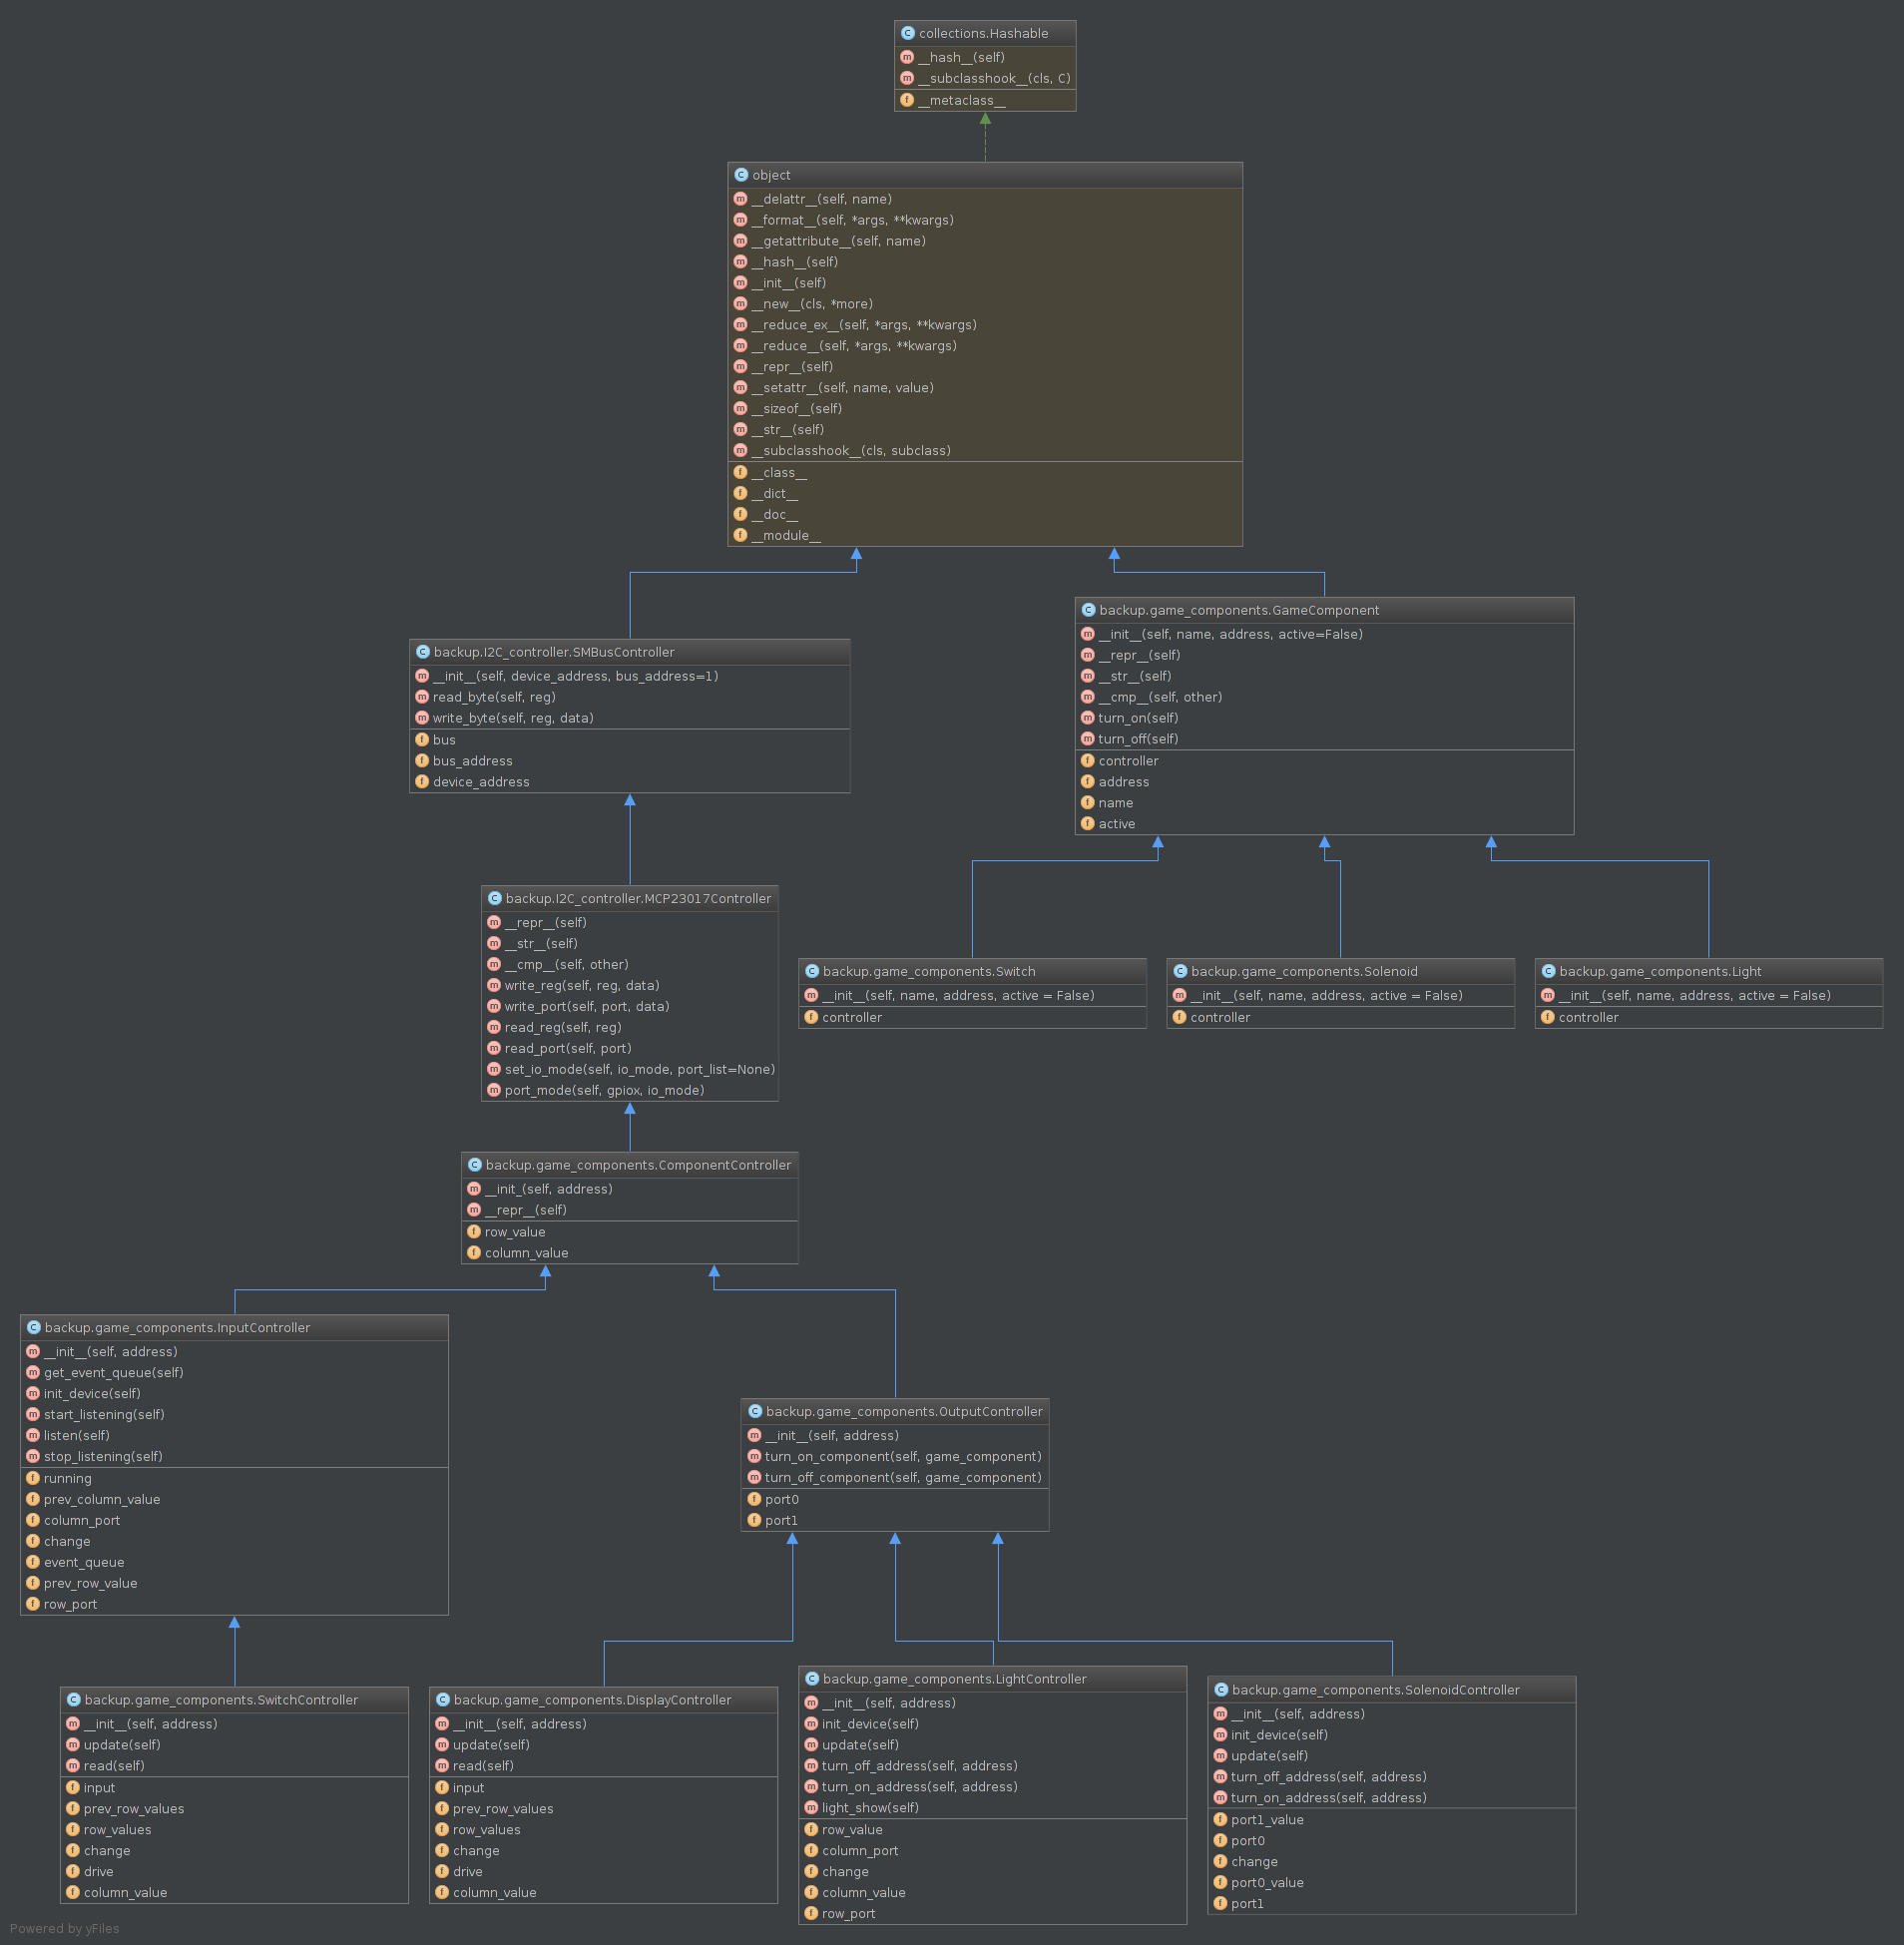 collections.Hashable
__hash__(self)
__subclasshook__(cls, C)
__metaclass__
object
__delattr__(self, name)
__format__(self, *args, **kwargs)
__getattribute__(self, name)
__hash__(self)
__init__(self)
__new__(cls, *more)
__reduce_ex__(self, *args, **kwargs)
__reduce__(self, *args, **kwargs)
__repr__(self)
__setattr__(self, name, value)
__sizeof__(self)
__str__(self)
__subclasshook__(cls, subclass)
__class__
__dict__
__doc__
__module__
backup.I2C_controller.SMBusController
__init__(self, device_address, bus_address=1)
read_byte(self, reg)
write_byte(self, reg, data)
bus
bus_address
device_address
backup.game_components.GameComponent
__init__(self, name, address, active=False)
__repr__(self)
__str__(self)
__cmp__(self, other)
turn_on(self)
turn_off(self)
controller
address
name
active
backup.I2C_controller.MCP23017Controller
__repr__(self)
__str__(self)
__cmp__(self, other)
write_reg(self, reg, data)
write_port(self, port, data)
read_reg(self, reg)
read_port(self, port)
set_io_mode(self, io_mode, port_list=None)
port_mode(self, gpiox, io_mode)
backup.game_components.Switch
__init__(self, name, address, active = False)
controller
backup.game_components.Solenoid
__init__(self, name, address, active = False)
controller
backup.game_components.Light
__init__(self, name, address, active = False)
controller
backup.game_components.ComponentController
__init_(self, address)
__repr__(self)
row_value
column_value
backup.game_components.InputController
__init__(self, address)
get_event_queue(self)
init_device(self)
start_listening(self)
listen(self)
stop_listening(self)
running
prev_column_value
column_port
change
event_queue
prev_row_value
row_port
backup.game_components.OutputController
__init__(self, address)
turn_on_component(self, game_component)
turn_off_component(self, game_component)
port0
port1
backup.game_components.SwitchController
__init__(self, address)
update(self)
read(self)
input
prev_row_values
row_values
change
drive
column_value
backup.game_components.DisplayController
__init__(self, address)
update(self)
read(self)
input
prev_row_values
row_values
change
drive
column_value
backup.game_components.LightController
__init__(self, address)
init_device(self)
update(self)
turn_off_address(self, address)
turn_on_address(self, address)
light_show(self)
row_value
column_port
change
column_value
row_port
backup.game_components.SolenoidController
__init__(self, address)
init_device(self)
update(self)
turn_off_address(self, address)
turn_on_address(self, address)
port1_value
port0
change
port0_value
port1
Powered by yFiles